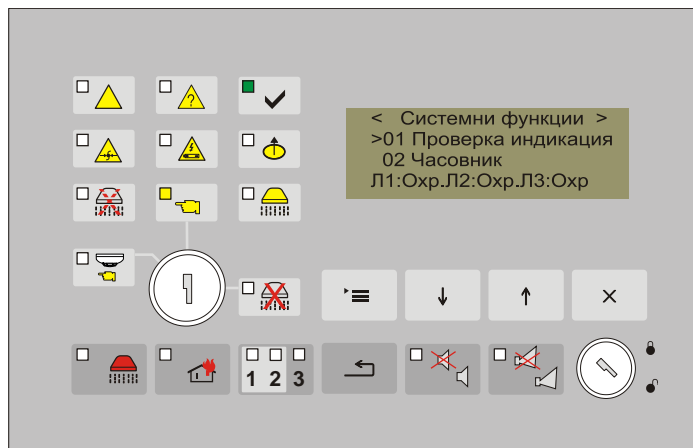 ?
< Системни функции >
>01 Проверка индикация
02 Часовник
Л1:Охр.Л2:Охр.Л3:Охр
1 2 3